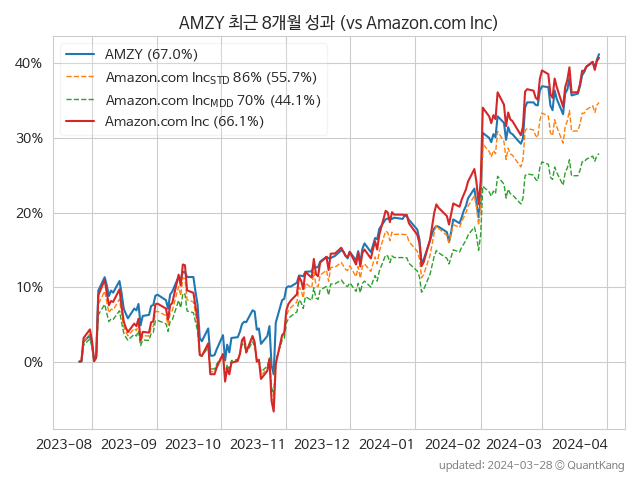 AMZY 최근 8개월 성과 (vs Amazon.com Inc)
AMZY (67.0%)
Amazon.com IncSTD 86% (55.7%)
Amazon.com IncMDD 70% (44.1%)
Amazon.com Inc (66.1%)
40%
30%
20%
10%
0%
2023-08 2023-09 2023-10 2023-11 2023-12 2024-01 2024-02 2024-03 2024-04
updated: 2024-03-28 © QuantKang